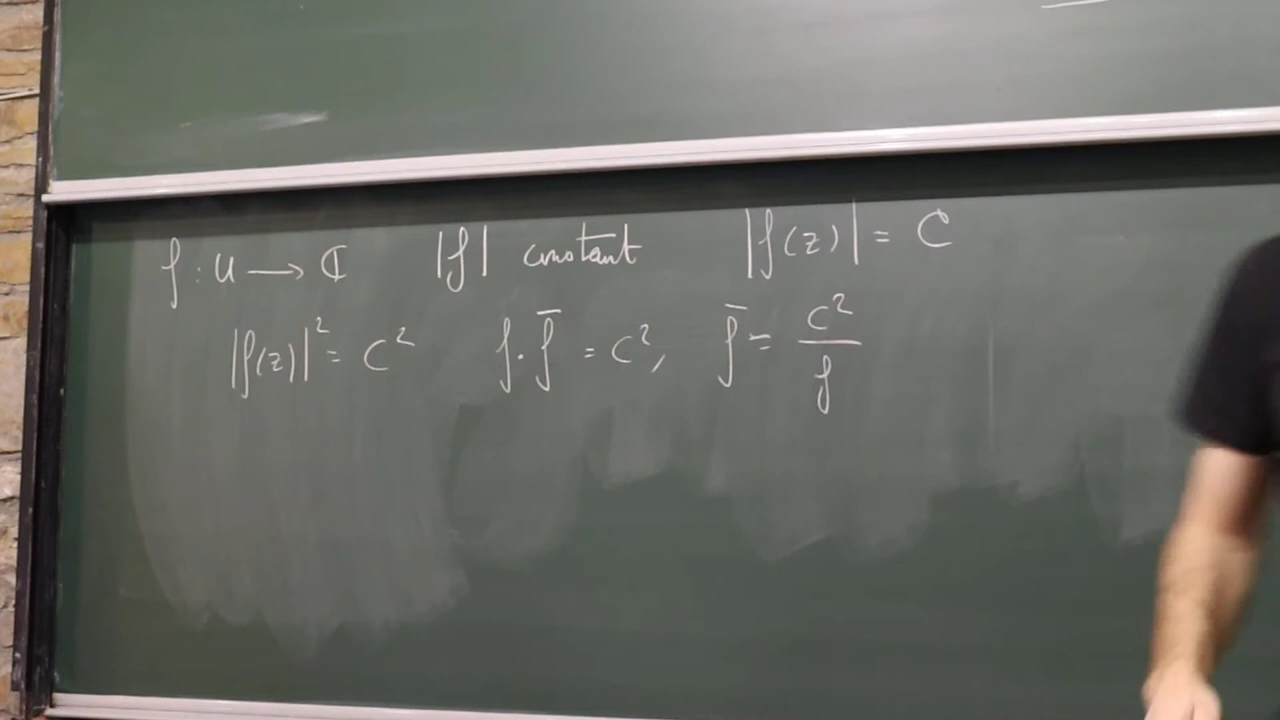 f : U ⟶ ℂ |f| constant |f(z)| = C
|f(z)|² = C² f · f̅ = C², f̅ = C²/f